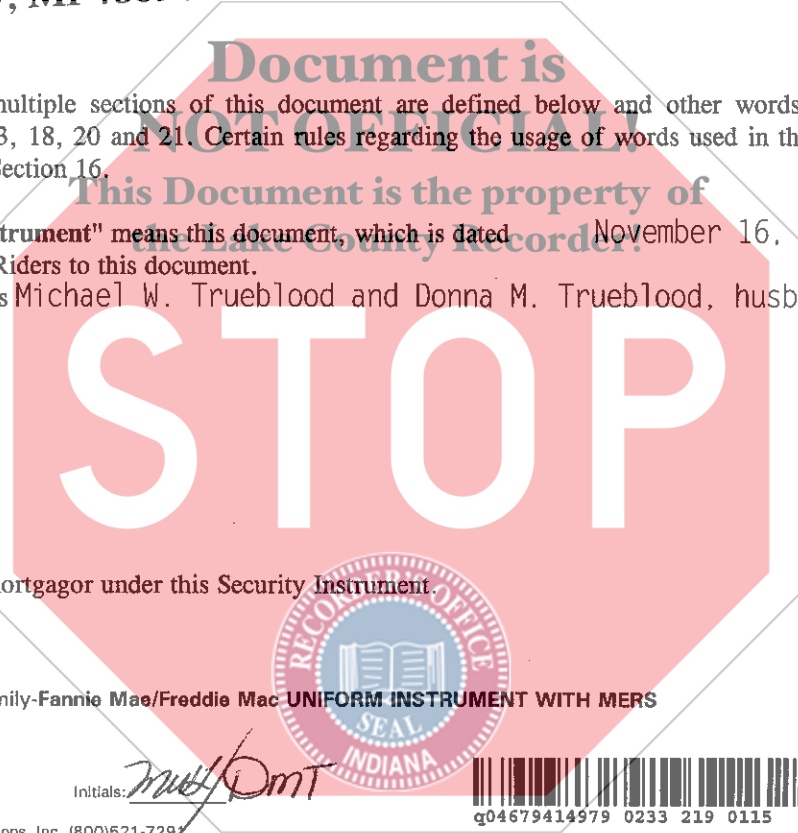 Document is
multiple sections of this document are defined below and other words
3, 18, 20 and 21. Certain rules regarding the usage of words used in th
NOT OFFICIAL!
ection 16.
This Document is the property of
trument" means this document, which is dated November 16,
the Lake County Recorder!
Riders to this document.
s Michael W. Trueblood and Donna M. Trueblood, husb
STOP
ortgagor under this Security Instrument.
RECORDER'S OFFICE
SEAL
INDIANA
nily-Fannie Mae/Freddie Mac UNIFORM INSTRUMENT WITH MERS
Initials: DMT
q04679414979 0233 219 0115
ons, Inc. (800)521-7291